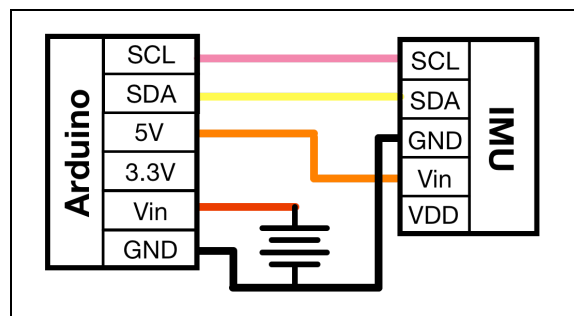 Arduino
SCL
SDA
5V
3.3V
Vin
GND
SCL
SDA
GND
Vin
VDD
IMU